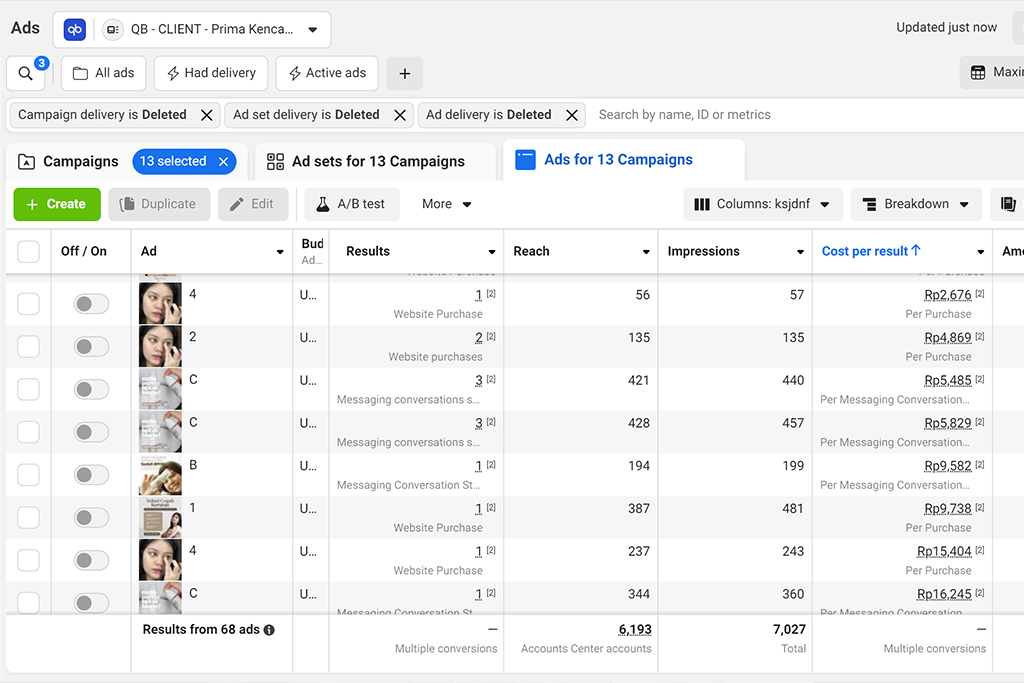 Ads
qb
QB - CLIENT - Prima Kenca...
Updated just now
3
All ads
Had delivery
Active ads
+
Maxi
Campaign delivery is Deleted
Ad set delivery is Deleted
Ad delivery is Deleted
Search by name, ID or metrics
Campaigns
13 selected
Ad sets for 13 Campaigns
Ads for 13 Campaigns
+ Create
Duplicate
Edit
A/B test
More
Columns: ksjdnf
Breakdown
Off / On
Ad
Bud
Ad...
Results
Reach
Impressions
Cost per result ↑
Amo
Website Purchase
Per Purchase
4
U...
1 [2]
56
57
Rp2,676 [2]
Website Purchase
Per Purchase
2
U...
2 [2]
135
135
Rp4,869 [2]
Website purchases
Per Purchase
C
U...
3 [2]
421
440
Rp5,485 [2]
Messaging conversations s...
Per Messaging Conversation...
C
U...
3 [2]
428
457
Rp5,829 [2]
Messaging conversations s...
Per Messaging Conversation...
B
U...
1 [2]
194
199
Rp9,582 [2]
Messaging Conversation St...
Per Messaging Conversation...
1
U...
1 [2]
387
481
Rp9,738 [2]
Website Purchase
Per Purchase
4
U...
1 [2]
237
243
Rp15,404 [2]
Website Purchase
Per Purchase
C
U...
1 [2]
344
360
Rp16,245 [2]
Messaging Conversation St...
Per Messaging Conversation...
Results from 68 ads
—
6,193
7,027
—
Multiple conversions
Accounts Center accounts
Total
Multiple conversions